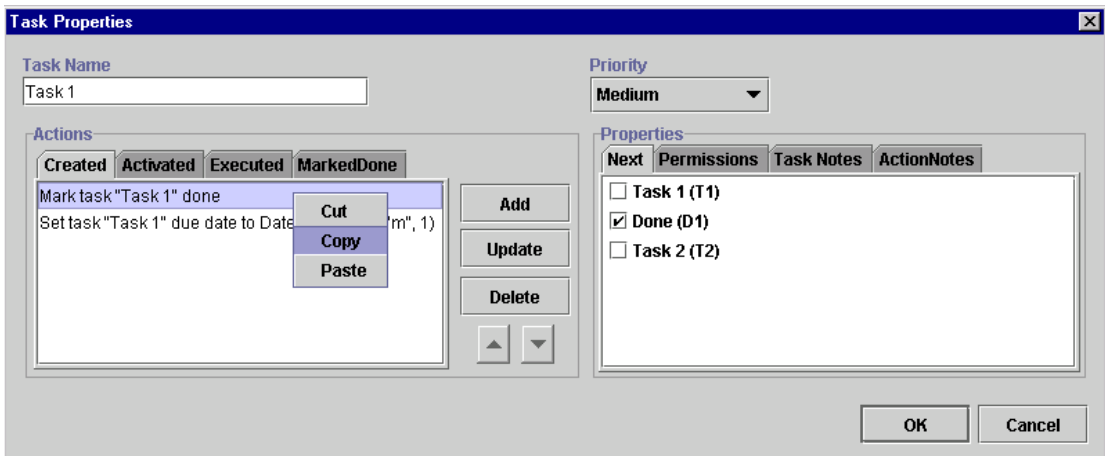 Task Properties
Task Name
Priority
Task 1
Medium
Actions
Properties
Created Activated Executed MarkedDone
Next Permissions Task Notes ActionNotes
Mark task "Task 1" done
Set task "Task 1" due date to Date "m", 1)
Cut
Copy
Paste
Add
Update
Delete
Task 1 (T1)
Done (D1)
Task 2 (T2)
OK
Cancel